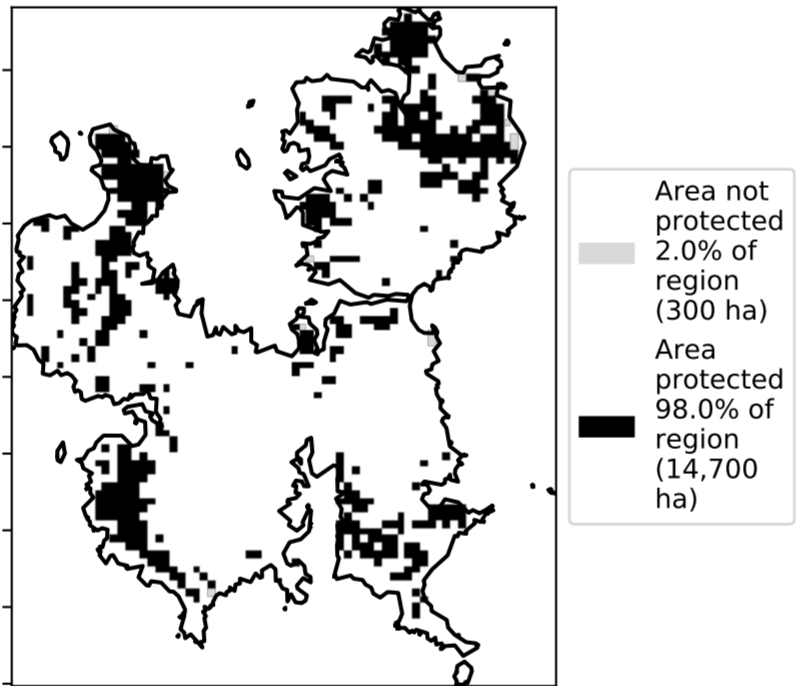 Area not
protected
2.0% of
region
(300 ha)
Area
protected
98.0% of
region
(14,700
ha)